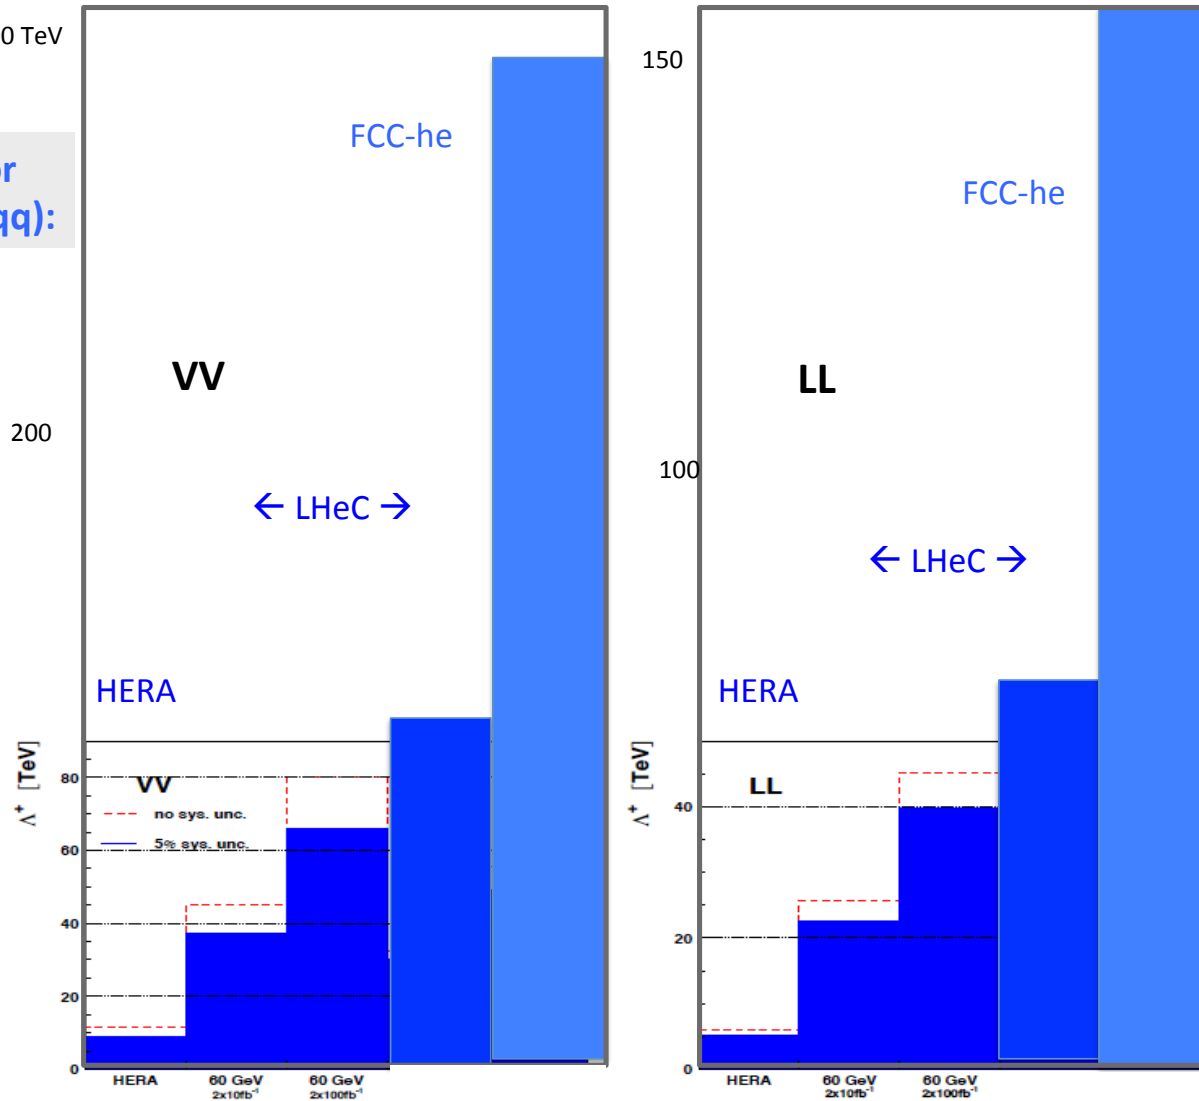 0 TeV
or
qq):
FCC-he
VV
200
← LHeC →
HERA
Λ⁺ [TeV]
80
60
40
20
0
VV
no sys. unc.
5% sys. unc.
HERA
60 GeV
2x10fb⁻¹
60 GeV
2x100fb⁻¹
150
FCC-he
LL
100
← LHeC →
HERA
Λ⁺ [TeV]
40
20
0
LL
HERA
60 GeV
2x10fb⁻¹
60 GeV
2x100fb⁻¹